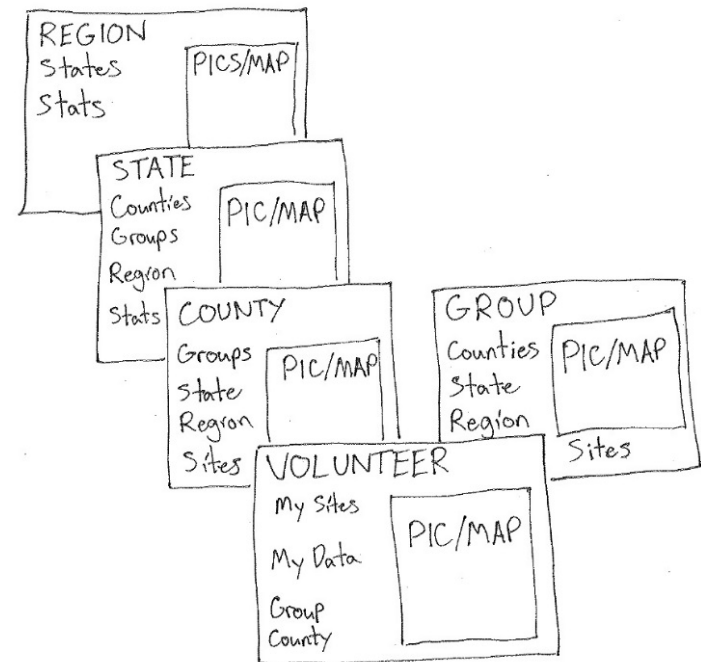 REGION
States
Stats
PICS/MAP
STATE
Counties
Groups
Region
Stats
PIC/MAP
COUNTY
Groups
State
Region
Sites
PIC/MAP
GROUP
Counties
State
Region
Sites
PIC/MAP
VOLUNTEER
My Sites
My Data
Group
County
PIC/MAP